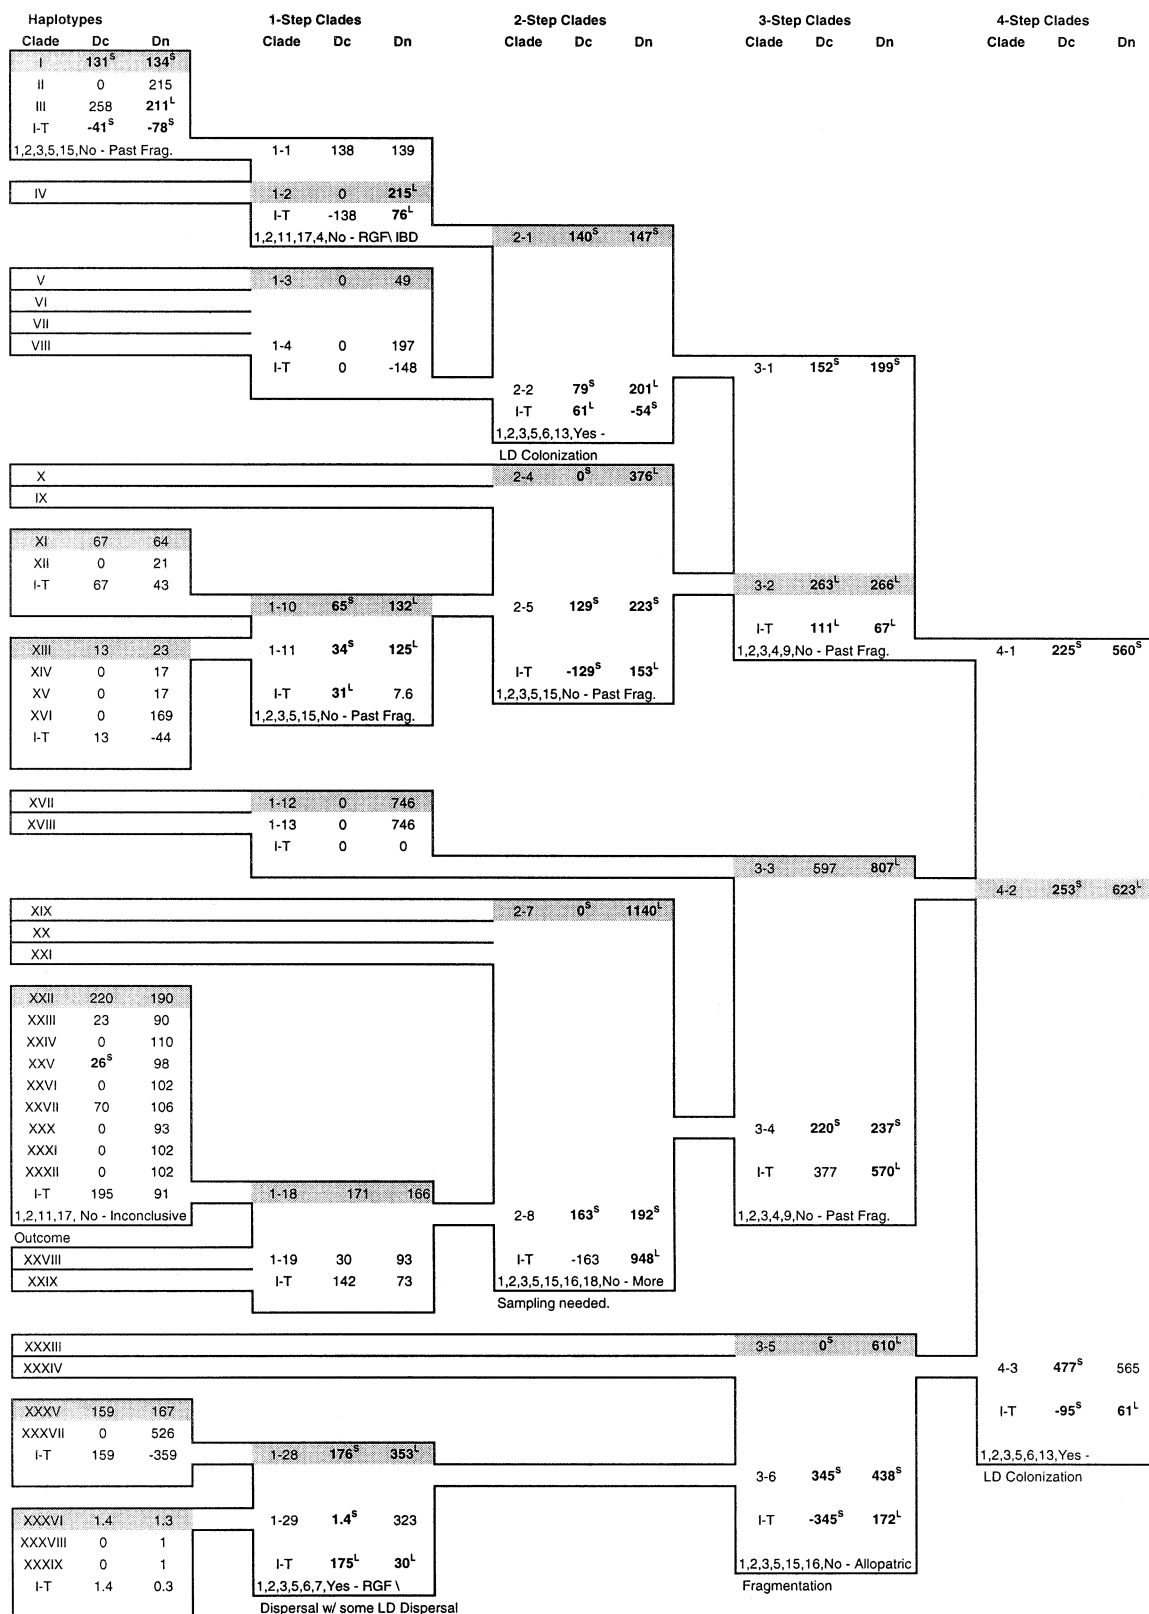 Haplotypes 1-Step Clades 2-Step Clades 3-Step Clades 4-Step Clades
Clade Dc Dn Clade Dc Dn Clade Dc Dn Clade Dc Dn Clade Dc Dn
I 131S 134S
II 0 215
III 258 211L
I-T -41S -78S
1,2,3,5,15,No - Past Frag. 1-1 138 139
IV 1-2 0 215L
I-T -138 76L
1,2,11,17,4,No - RGF\ IBD 2-1 140S 147S
V 1-3 0 49
VI
VII
VIII 1-4 0 197
I-T 0 -148 3-1 152S 199S
2-2 79S 201L
I-T 61L -54S
1,2,3,5,6,13,Yes -
LD Colonization
X 2-4 0S 376L
IX
XI 67 64
XII 0 21
I-T 67 43 3-2 263L 266L
1-10 65S 132L 2-5 129S 223S
I-T 111L 67L
XIII 13 23 1-11 34S 125L 1,2,3,4,9,No - Past Frag. 4-1 225S 560S
XIV 0 17 I-T -129S 153L
XV 0 17 I-T 31L 7.6 1,2,3,5,15,No - Past Frag.
XVI 0 169 1,2,3,5,15,No - Past Frag.
I-T 13 -44
XVII 1-12 0 746
XVIII 1-13 0 746
I-T 0 0
3-3 597 807L
4-2 253S 623L
XIX 2-7 0S 1140L
XX
XXI
XXII 220 190
XXIII 23 90
XXIV 0 110
XXV 26S 98
XXVI 0 102
XXVII 70 106
XXX 0 93 3-4 220S 237S
XXXI 0 102
XXXII 0 102 I-T 377 570L
I-T 195 91 1-18 171 166
1,2,11,17, No - Inconclusive 2-8 163S 192S 1,2,3,4,9,No - Past Frag.
Outcome
XXVIII 1-19 30 93 I-T -163 948L
XXIX I-T 142 73 1,2,3,5,15,16,18,No - More
Sampling needed.
XXXIII 3-5 0S 610L
XXXIV 4-3 477S 565
XXXV 159 167 I-T -95S 61L
XXXVII 0 526
I-T 159 -359 1-28 176S 353L 1,2,3,5,6,13,Yes -
3-6 345S 438S LD Colonization
XXXVI 1.4 1.3 1-29 1.4S 323 I-T -345S 172L
XXXVIII 0 1
XXXIX 0 1 I-T 175L 30L 1,2,3,5,15,16,No - Allopatric
I-T 1.4 0.3 1,2,3,5,6,7,Yes - RGF \ Fragmentation
Dispersal w/ some LD Dispersal